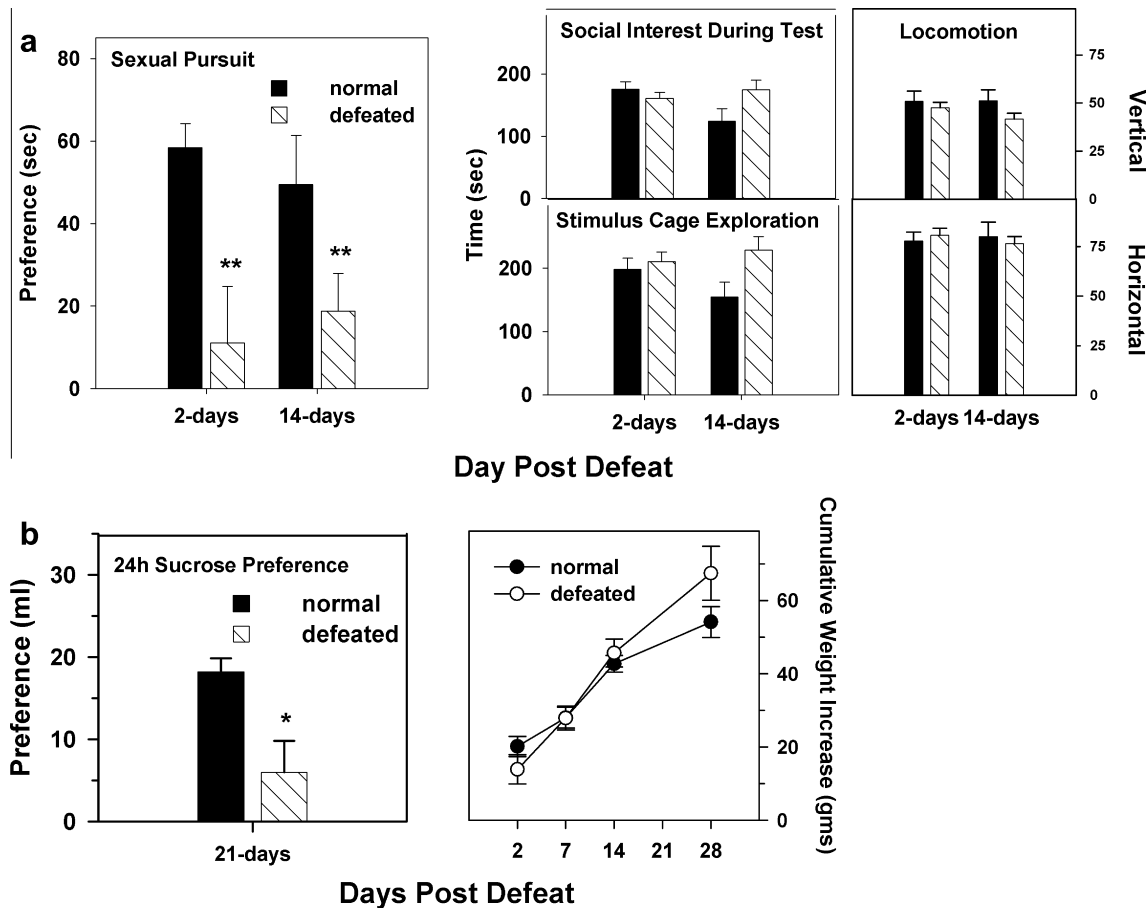 a
Sexual Pursuit
normal
defeated
Preference (sec)
80
60
40
20
0
**
**
2-days
14-days
Social Interest During Test
Time (sec)
200
100
0
Stimulus Cage Exploration
200
100
0
2-days
14-days
Locomotion
Vertical
75
50
25
0
Horizontal
75
50
25
0
2-days
14-days
Day Post Defeat
b
24h Sucrose Preference
normal
defeated
Preference (ml)
30
20
10
0
*
21-days
normal
defeated
Cumulative Weight Increase (gms)
60
40
20
0
2
7
14
21
28
Days Post Defeat